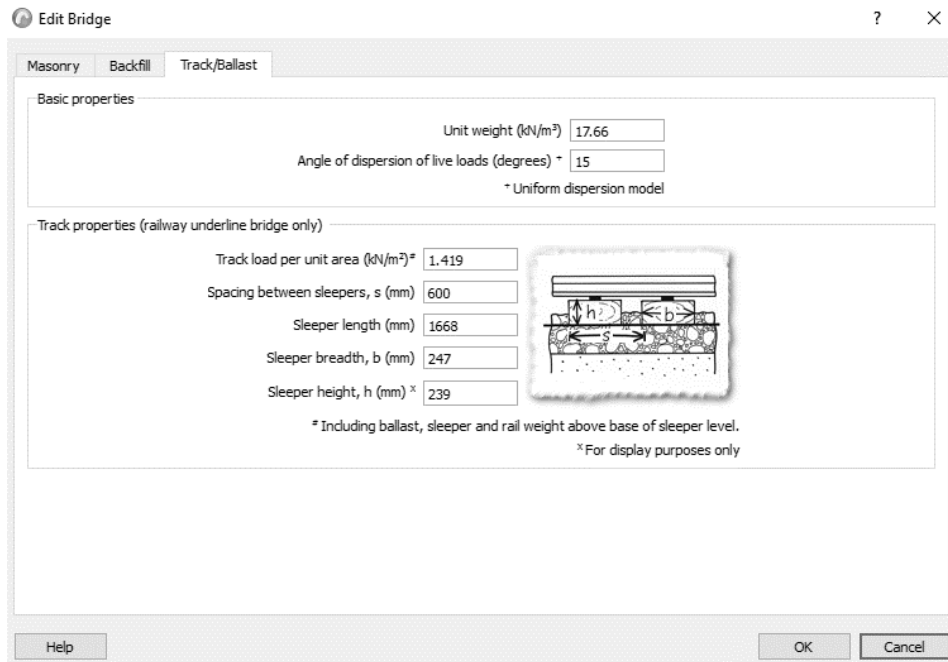 Edit Bridge ? X
Masonry Backfill Track/Ballast
Basic properties
Unit weight (kN/m³) 17.66
Angle of dispersion of live loads (degrees) ⁺ 15
⁺ Uniform dispersion model
Track properties (railway underline bridge only)
Track load per unit area (kN/m²)⁼ 1.419
Spacing between sleepers, s (mm) 600
Sleeper length (mm) 1668
Sleeper breadth, b (mm) 247
Sleeper height, h (mm) ˣ 239
h b
s
⁼ Including ballast, sleeper and rail weight above base of sleeper level.
ˣ For display purposes only
Help OK Cancel